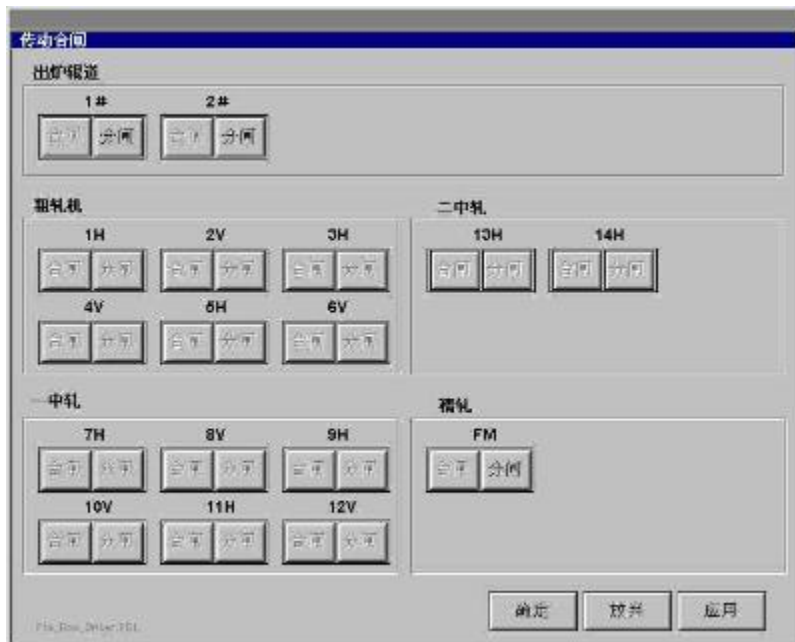 传动合闸
出炉辊道
1# 2#
合闸 分闸 合闸 分闸
粗轧机
1H 2V 3H
合闸 分闸 合闸 分闸 合闸 分闸
4V 5H 6V
合闸 分闸 合闸 分闸 合闸 分闸
二中轧
13H 14H
合闸 分闸 合闸 分闸
一中轧
7H 8V 9H
合闸 分闸 合闸 分闸 合闸 分闸
10V 11H 12V
合闸 分闸 合闸 分闸 合闸 分闸
精轧
FM
合闸 分闸
确定 放弃 应用